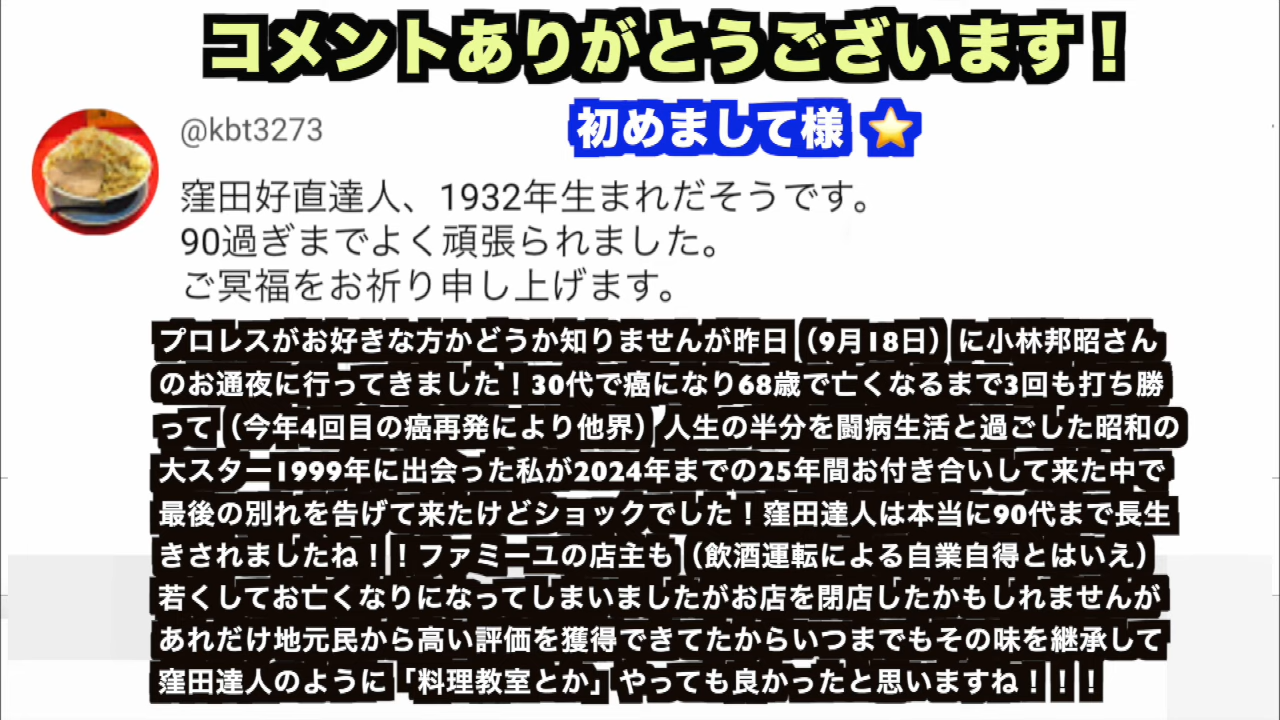 コメントありがとうございます！
@kbt3273
初めまして様⭐
窪田好直達人、1932年生まれだそうです。
90過ぎまでよく頑張られました。
ご冥福をお祈り申し上げます。
プロレスがお好きな方かどうか知りませんが昨日（9月18日）に小林邦昭さん
のお通夜に行ってきました！30代で癌になり68歳で亡くなるまで3回も打ち勝
って（今年4回目の癌再発により他界）人生の半分を闘病生活と過ごした昭和の
大スター1999年に出会った私が2024年までの25年間お付き合いして来た中で
最後の別れを告げて来たけどショックでした！窪田達人は本当に90代まで長生
きされましたね！！ファミーユの店主も（飲酒運転による自業自得とはいえ）
若くしてお亡くなりになってしまいましたがお店を閉店したかもしれませんが
あれだけ地元民から高い評価を獲得できてたからいつまでもその味を継承して
窪田達人のように「料理教室とか」やっても良かったと思いますね！！！